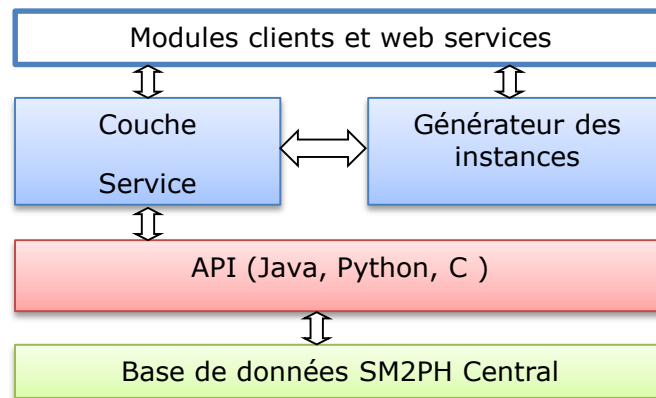 Modules clients et web services
Couche
Service
Générateur des
instances
API (Java, Python, C )
Base de données SM2PH Central